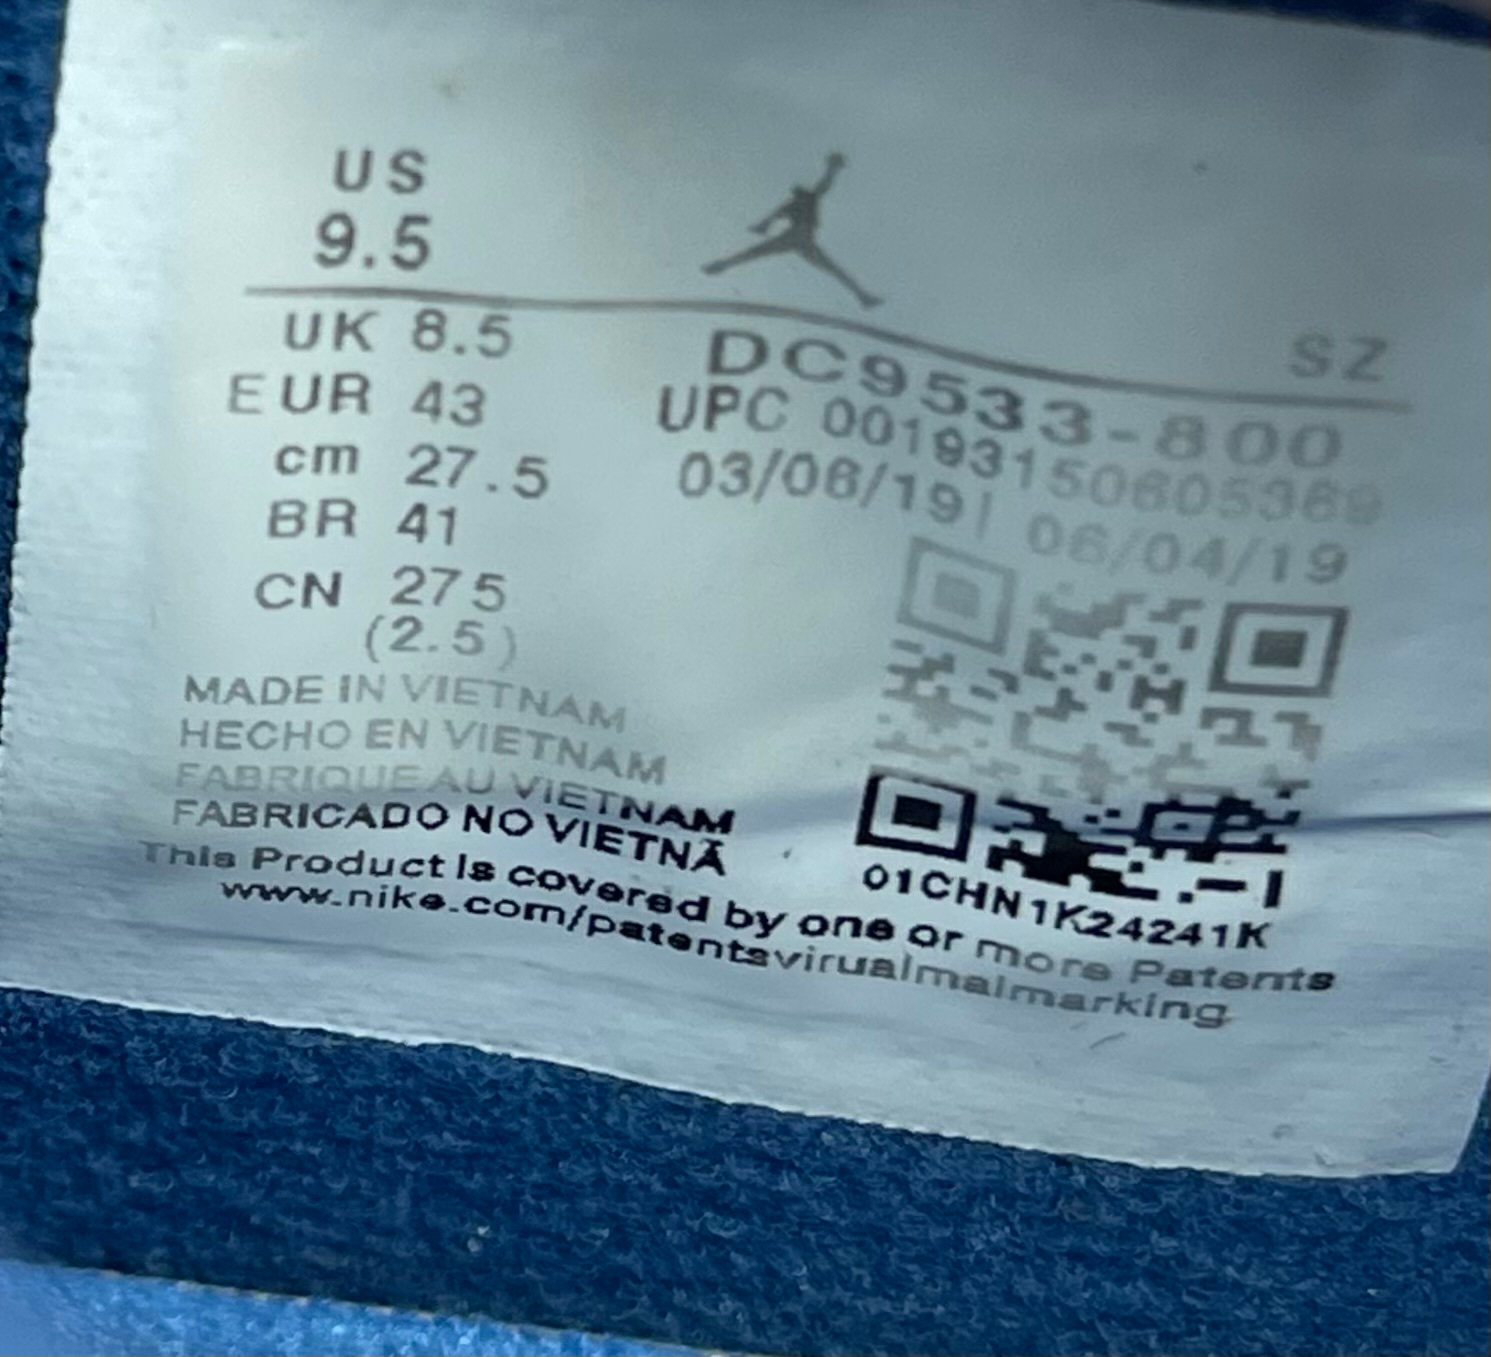 US
9.5
SZ
UK 8.5
EUR 43
cm 27.5
BR 41
CN 275
(2.5)
DC9533-800
UPC 00193150605369
03/06/19| 06/04/19
MADE IN VIETNAM
HECHO EN VIETNAM
FABRIQUE AU VIETNAM
FABRICADO NO VIETNÃ
01CHN1K24241K
This Product Is covered by one or more Patents
www.nike.com/patentsvirualmalmarking